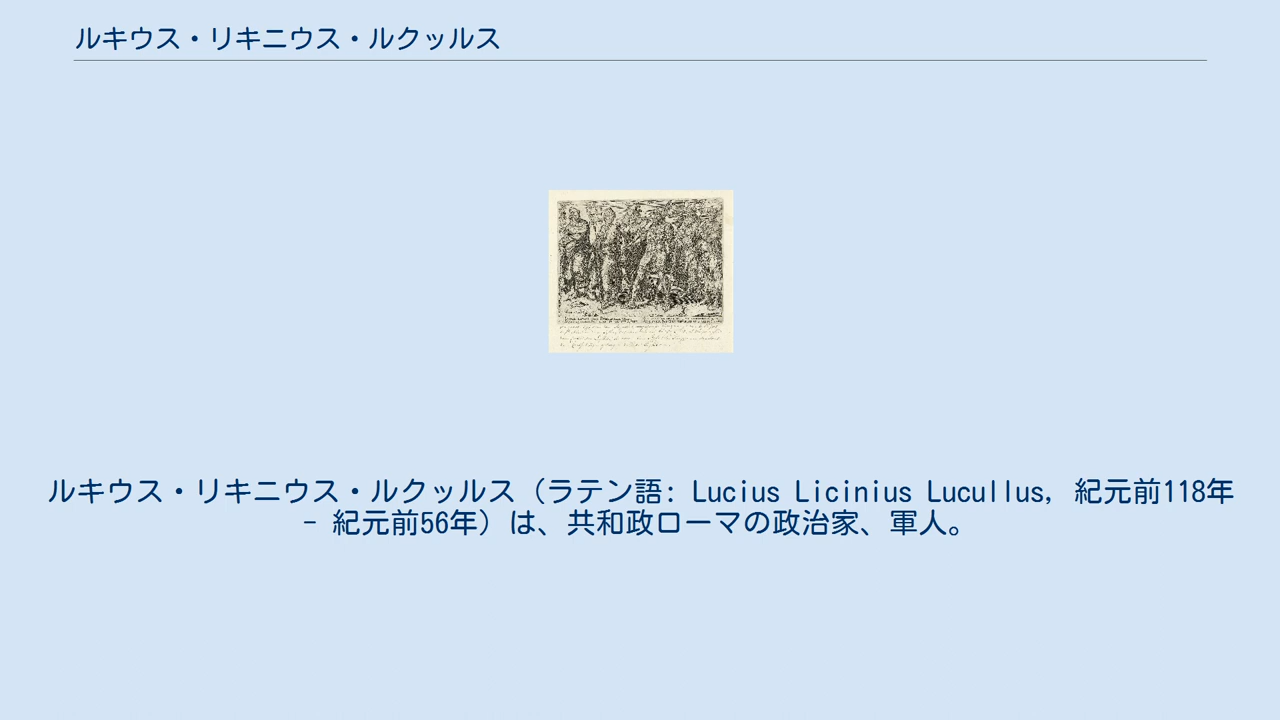 ルキウス・リキニウス・ルクッルス
ルキウス・リキニウス・ルクッルス（ラテン語: Lucius Licinius Lucullus, 紀元前118年
- 紀元前56年）は、共和政ローマの政治家、軍人。